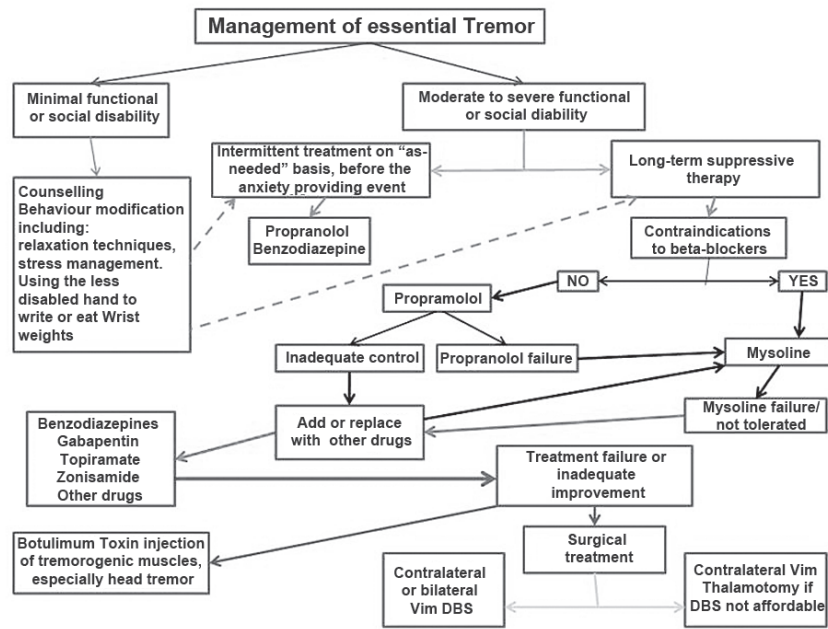 Management of essential Tremor
Minimal functional
or social disability
Moderate to severe functional
or social diability
Counselling
Behaviour modification
including:
relaxation techniques,
stress management.
Using the less
disabled hand to
write or eat Wrist
weights
Intermittent treatment on “as-
needed” basis, before the
anxiety providing event
Long-term suppressive
therapy
Propranolol
Benzodiazepine
Contraindications
to beta-blockers
NO
YES
Propramolol
Inadequate control
Propranolol failure
Mysoline
Add or replace
with other drugs
Mysoline failure/
not tolerated
Benzodiazepines
Gabapentin
Topiramate
Zonisamide
Other drugs
Treatment failure or
inadequate
improvement
Botulimum Toxin injection
of tremorogenic muscles,
especially head tremor
Surgical
treatment
Contralateral
or bilateral
Vim DBS
Contralateral Vim
Thalamotomy if
DBS not affordable